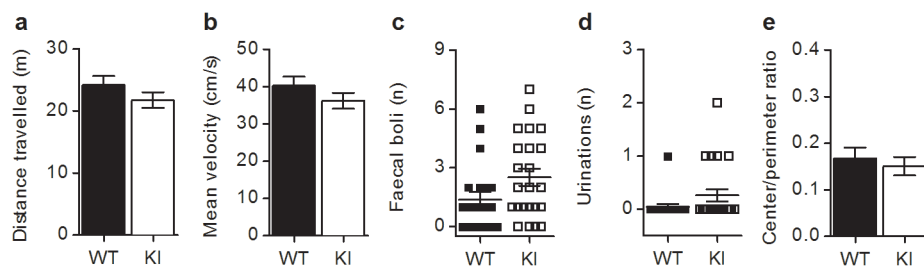 a
Distance travelled (m)
30
20
10
0
WT KI
b
Mean velocity (cm/s)
50
40
30
20
10
0
WT KI
c
Faecal boli (n)
9
6
3
0
WT KI
d
Urinations (n)
3
2
1
0
WT KI
e
Center/perimeter ratio
0.4
0.3
0.2
0.1
0.0
WT KI